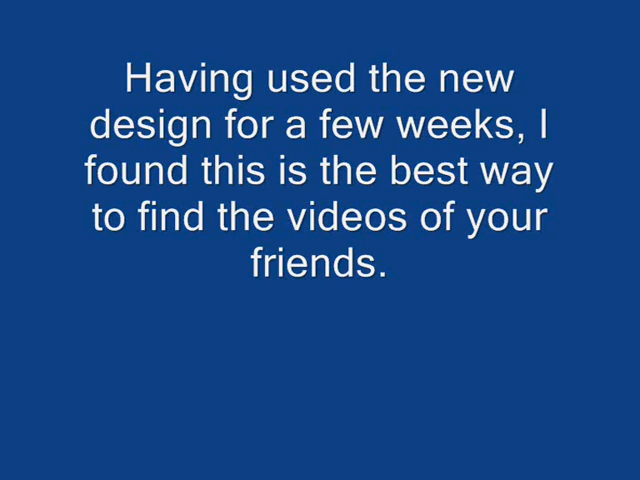 Having used the new
design for a few weeks, I
found this is the best way
to find the videos of your
friends.